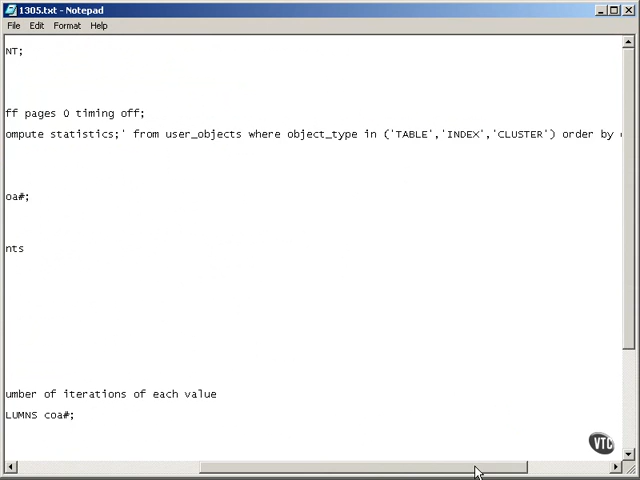 1305.txt - Notepad
File Edit Format Help
NT;
ff pages 0 timing off;
ompute statistics;' from user_objects where object_type in ('TABLE','INDEX','CLUSTER') order by
oa#;
nts
umber of iterations of each value
LUMNS coa#;
VTC